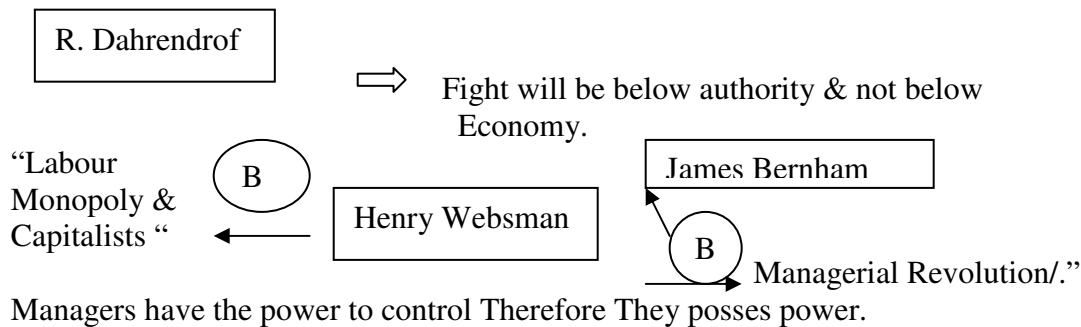 R. Dahrendrof
Fight will be below authority & not below
Economy.
“Labour
Monopoly &
Capitalists “
B
Henry Websman
James Bernham
B
Managerial Revolution/.”
Managers have the power to control Therefore They posses power.